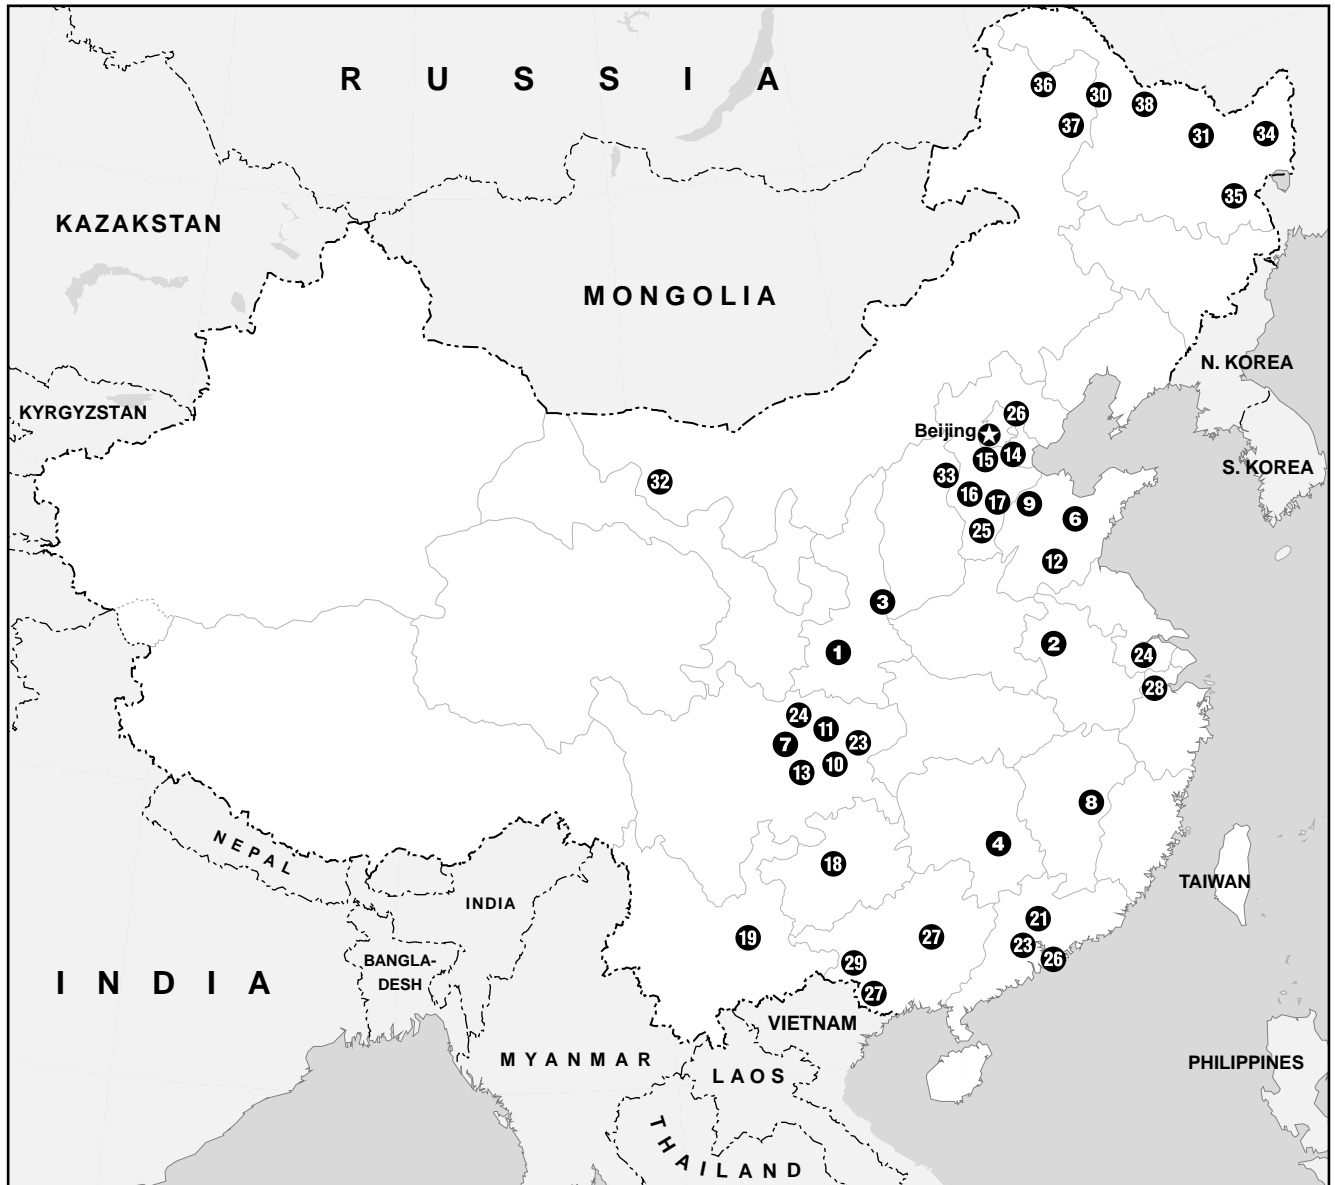 RUSSIA
36
30
38
37
31
34
35
KAZAKSTAN
MONGOLIA
N. KOREA
KYRGYZSTAN
26
Beijing
15
14
S. KOREA
33
32
16
17
9
6
25
12
3
1
2
24
28
24
11
7
23
13
10
8
NEPAL
4
18
TAIWAN
INDIA
21
19
27
23
26
BANGLA-
DESH
29
INDIA
27
VIETNAM
MYANMAR
LAOS
PHILIPPINES
THAILAND